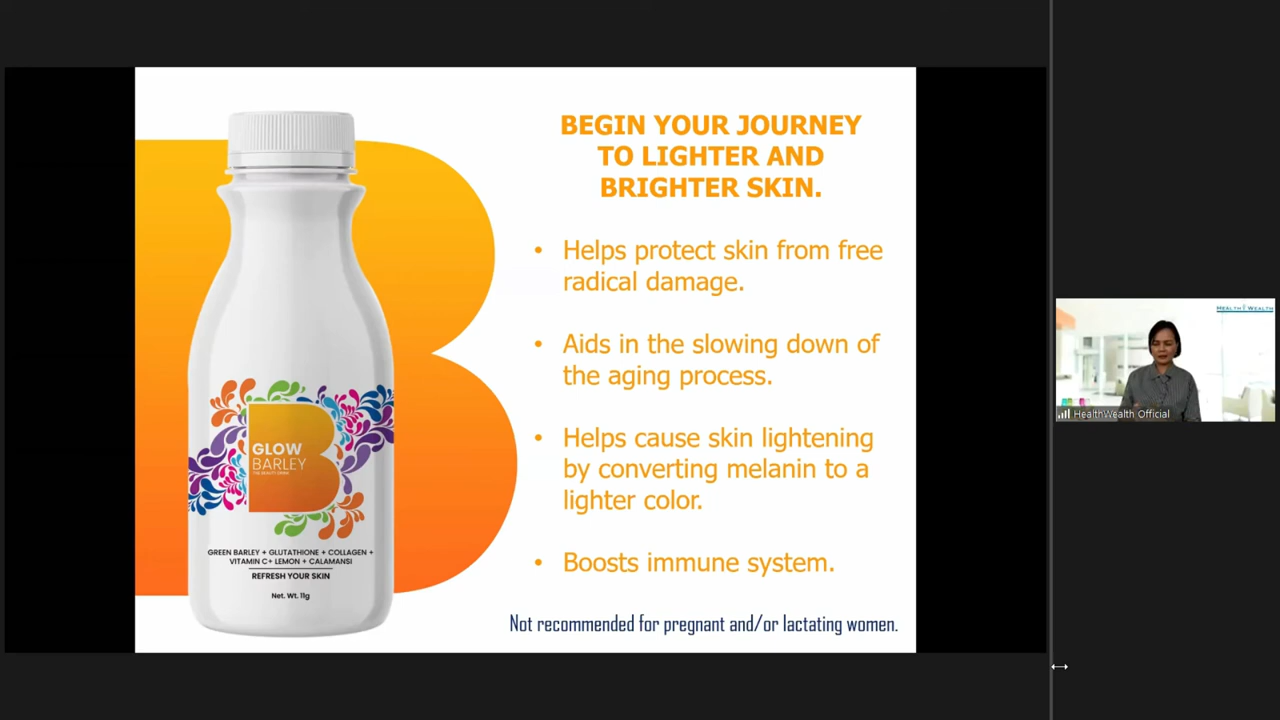 BEGIN YOUR JOURNEY
TO LIGHTER AND
BRIGHTER SKIN.
• Helps protect skin from free
radical damage.
• Aids in the slowing down of
the aging process.
• Helps cause skin lightening
by converting melanin to a
lighter color.
• Boosts immune system.
Not recommended for pregnant and/or lactating women.
GLOW
BARLEY
THE BEAUTY DRINK
GREEN BARLEY + GLUTATHIONE + COLLAGEN +
VITAMIN C+ LEMON + CALAMANSI
REFRESH YOUR SKIN
Net. Wt. 11g
HEALTH WEALTH
HealthWealth Official